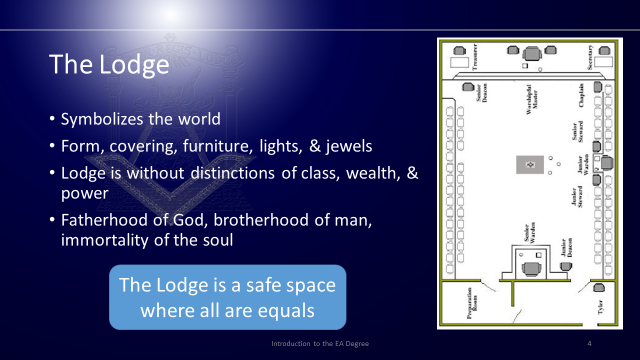 The Lodge
• Symbolizes the world
• Form, covering, furniture, lights, & jewels
• Lodge is without distinctions of class, wealth, &
power
• Fatherhood of God, brotherhood of man,
immortality of the soul
The Lodge is a safe space
where all are equals
Treasurer
Secretary
Senior
Deacon
Worshipful
Master
Chaplain
Senior
Steward
Junior
Warden
Junior
Steward
Senior
Warden
Junior
Deacon
Preparation
Room
Tyler
Introduction to the EA Degree
4